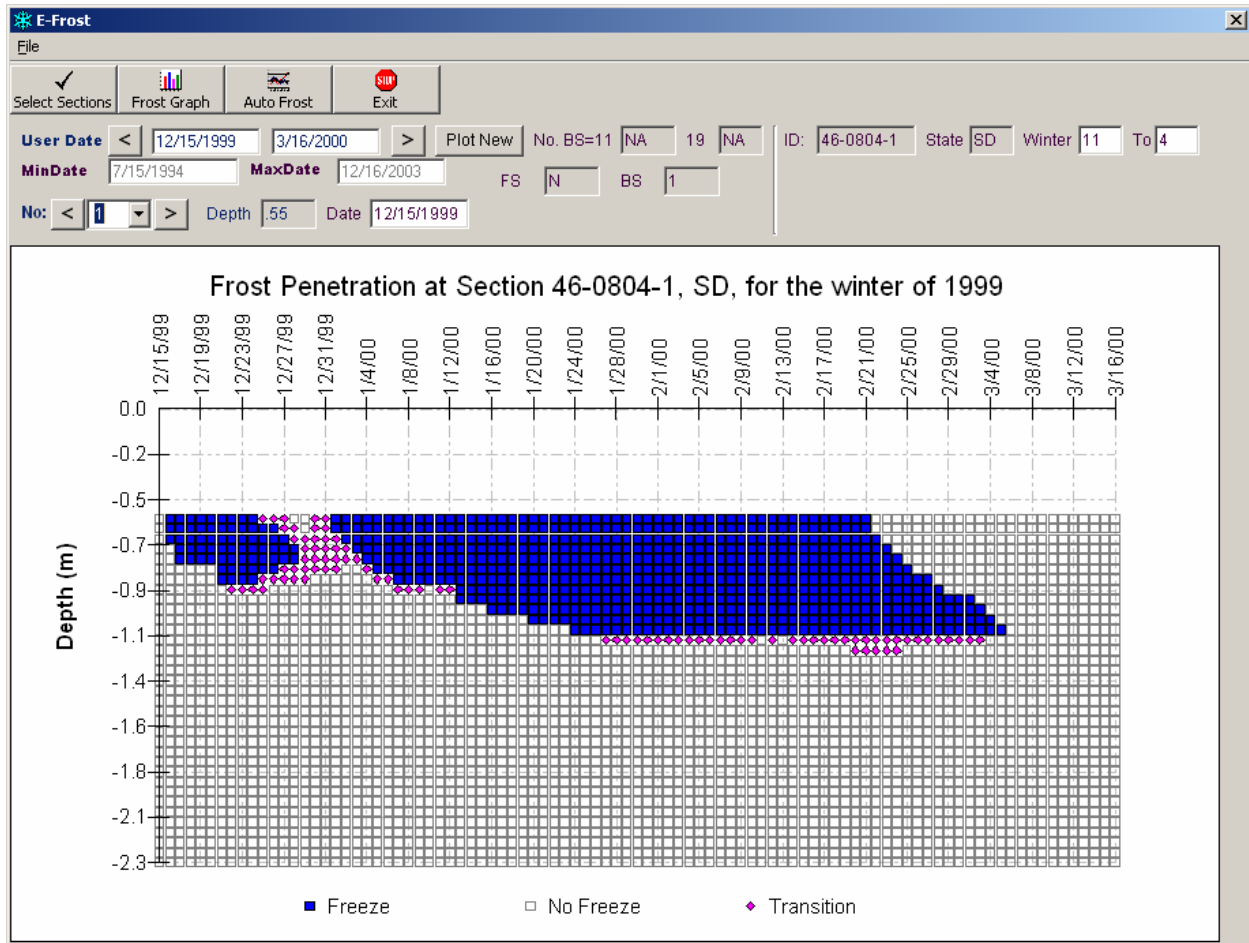 E-Frost
File
Select Sections Frost Graph Auto Frost STOP Exit
User Date < 12/15/1999 3/16/2000 > Plot New No. BS=11 NA 19 NA ID: 46-0804-1 State SD Winter 11 To 4
MinDate 7/15/1994 MaxDate 12/16/2003 FS N BS 1
No: < 1 > Depth .55 Date 12/15/1999
Frost Penetration at Section 46-0804-1, SD, for the winter of 1999
12/15/99 12/19/99 12/23/99 12/27/99 12/31/99 1/4/00 1/8/00 1/12/00 1/16/00 1/20/00 1/24/00 1/28/00 2/1/00 2/5/00 2/9/00 2/13/00 2/17/00 2/21/00 2/25/00 2/29/00 3/4/00 3/8/00 3/12/00 3/16/00
0.0
-0.2
-0.5
-0.7
-0.9
-1.1
-1.4
-1.6
-1.8
-2.1
-2.3
Depth (m)
Freeze No Freeze Transition